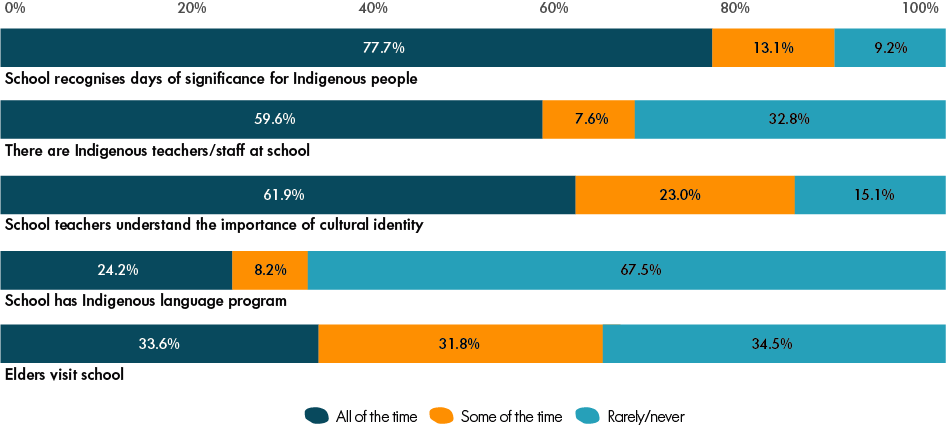 0% 20% 40% 60% 80% 100%
77.7% 13.1% 9.2%
School recognises days of significance for Indigenous people
59.6% 7.6% 32.8%
There are Indigenous teachers/staff at school
61.9% 23.0% 15.1%
School teachers understand the importance of cultural identity
24.2% 8.2% 67.5%
School has Indigenous language program
33.6% 31.8% 34.5%
Elders visit school
All of the time Some of the time Rarely/never